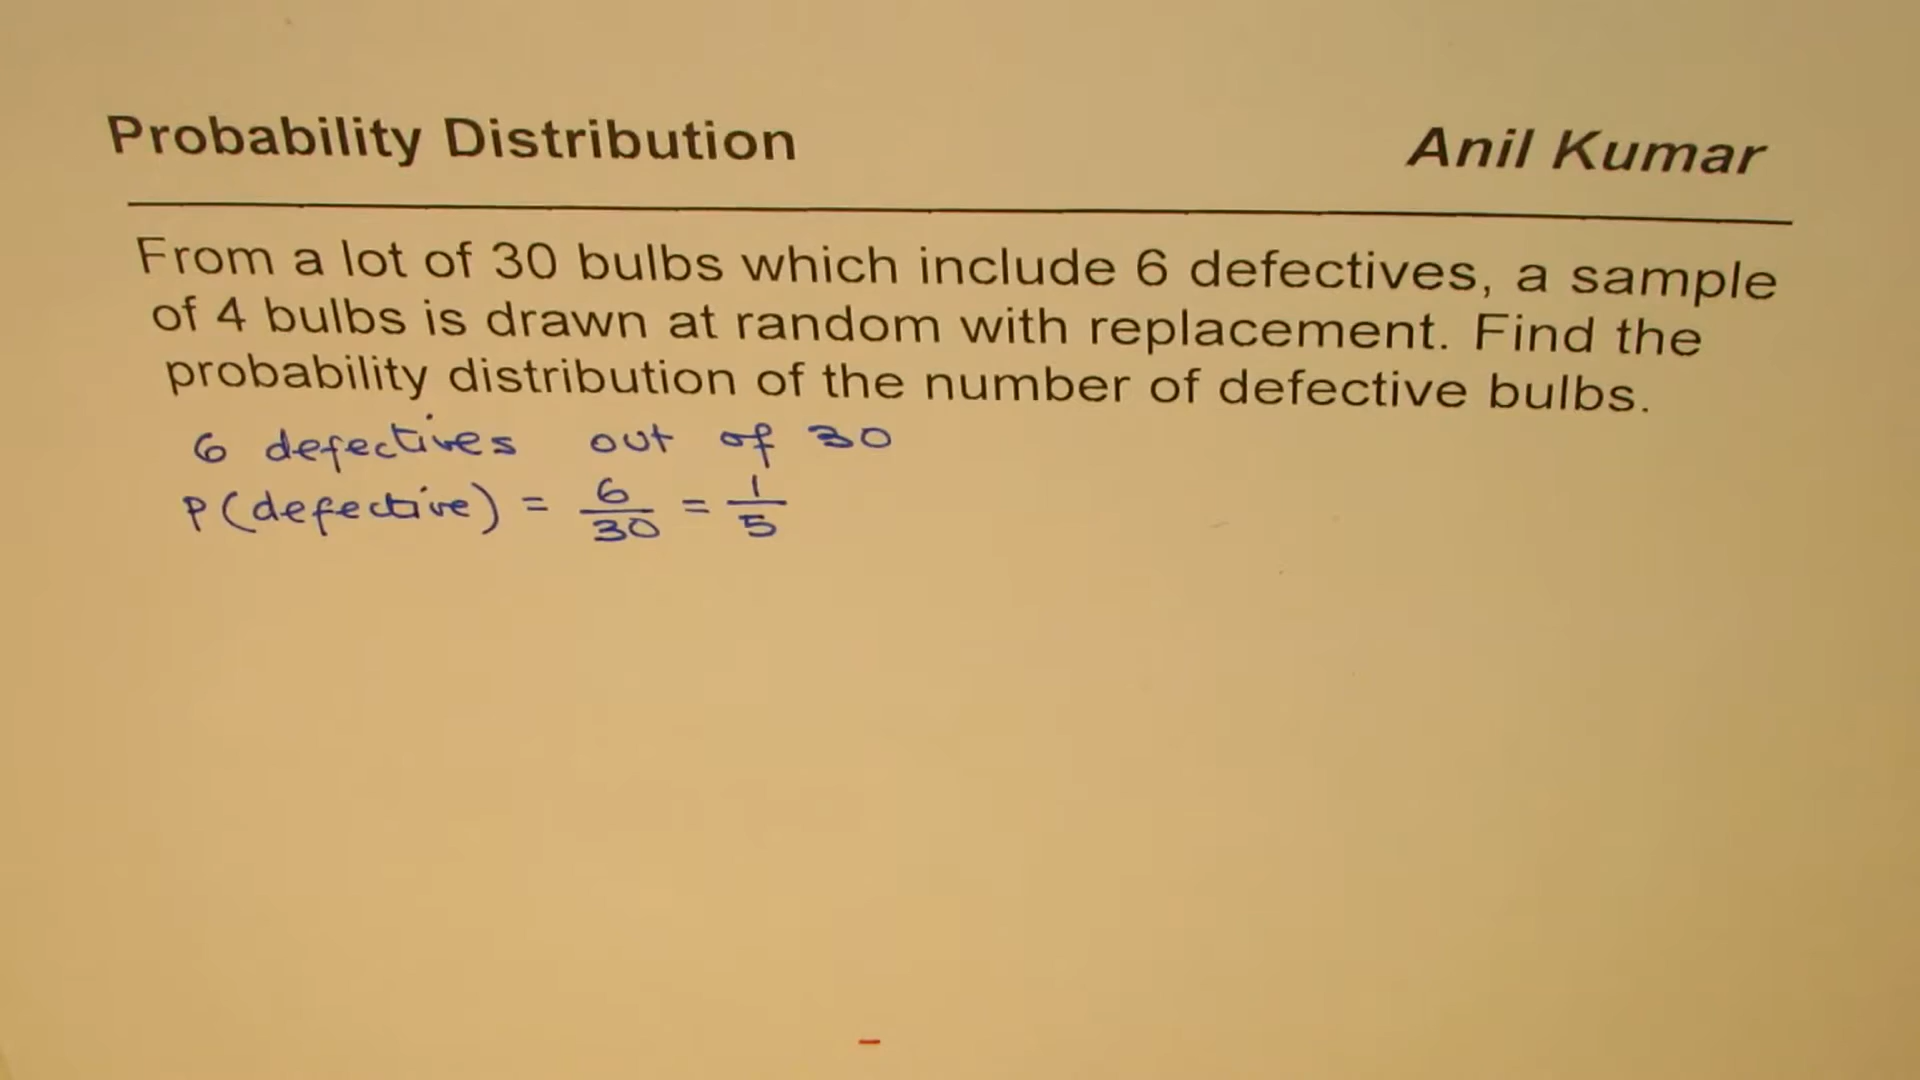 Probability Distribution Anil Kumar
From a lot of 30 bulbs which include 6 defectives, a sample
of 4 bulbs is drawn at random with replacement. Find the
probability distribution of the number of defective bulbs.
6 defectives out of 30
P(defective) = 6/30 = 1/5